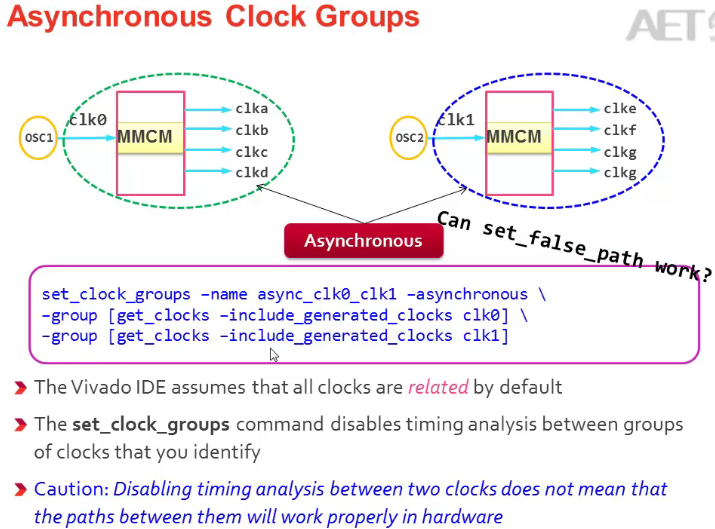 Asynchronous Clock Groups
AET
OSC1
clk0
MMCM
clka
clkb
clkc
clkd
OSC2
clk1
MMCM
clke
clkf
clkg
clkg
Asynchronous
Can set_false_path work?
set_clock_groups –name async_clk0_clk1 –asynchronous \
–group [get_clocks –include_generated_clocks clk0] \
–group [get_clocks –include_generated_clocks clk1]
The Vivado IDE assumes that all clocks are related by default
The set_clock_groups command disables timing analysis between groups
of clocks that you identify
Caution: Disabling timing analysis between two clocks does not mean that
the paths between them will work properly in hardware